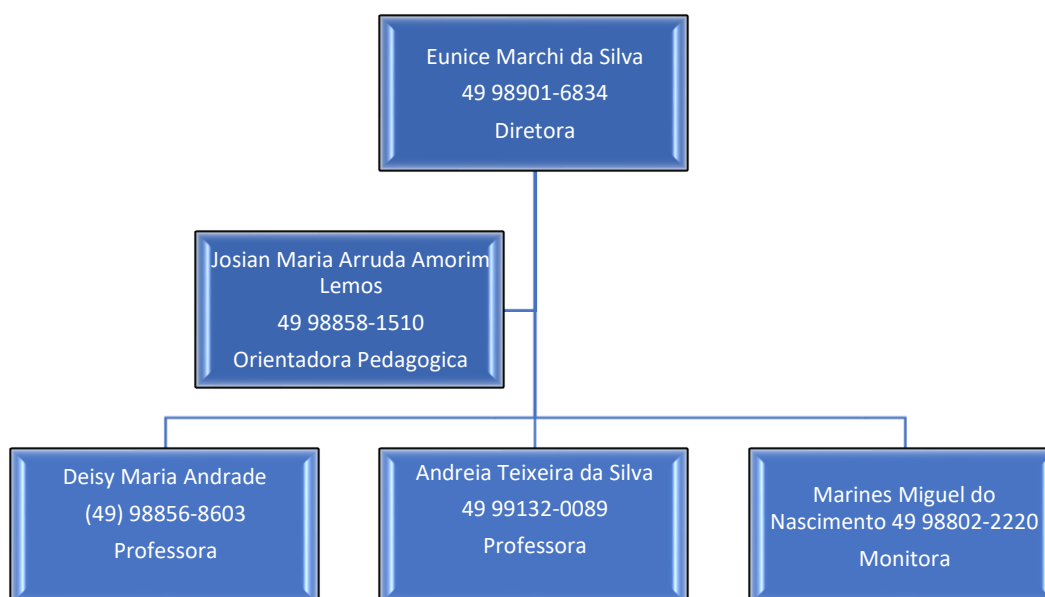 Eunice Marchi da Silva
49 98901-6834
Diretora
Josian Maria Arruda Amorim
Lemos
49 98858-1510
Orientadora Pedagogica
Deisy Maria Andrade
(49) 98856-8603
Professora
Andreia Teixeira da Silva
49 99132-0089
Professora
Marines Miguel do
Nascimento 49 98802-2220
Monitora